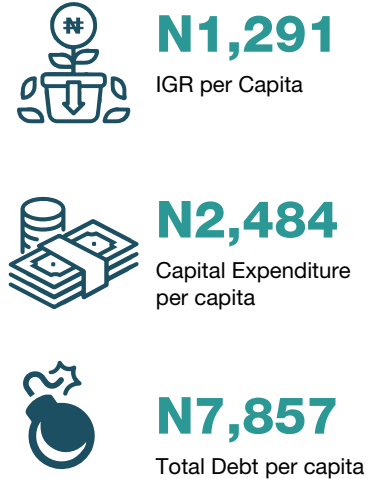 ₦
N1,291
IGR per Capita
N2,484
Capital Expenditure
per capita
N7,857
Total Debt per capita